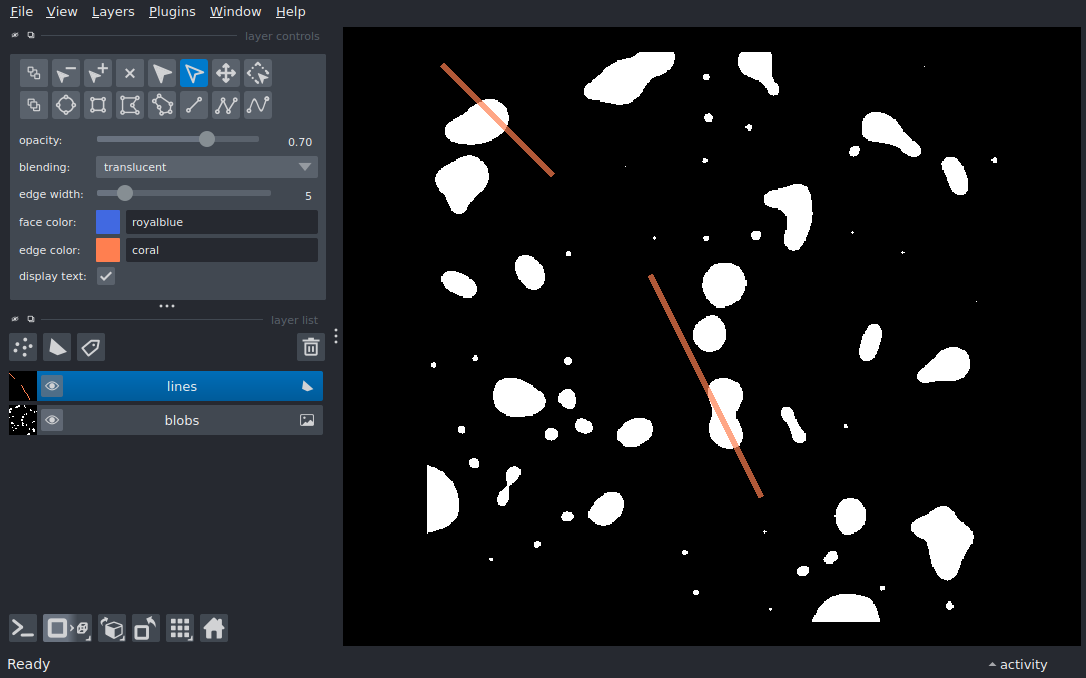 File View Layers Plugins Window Help
layer controls
opacity: 0.70
blending: translucent
edge width: 5
face color: royalblue
edge color: coral
display text:
layer list
lines
blobs
Ready
activity